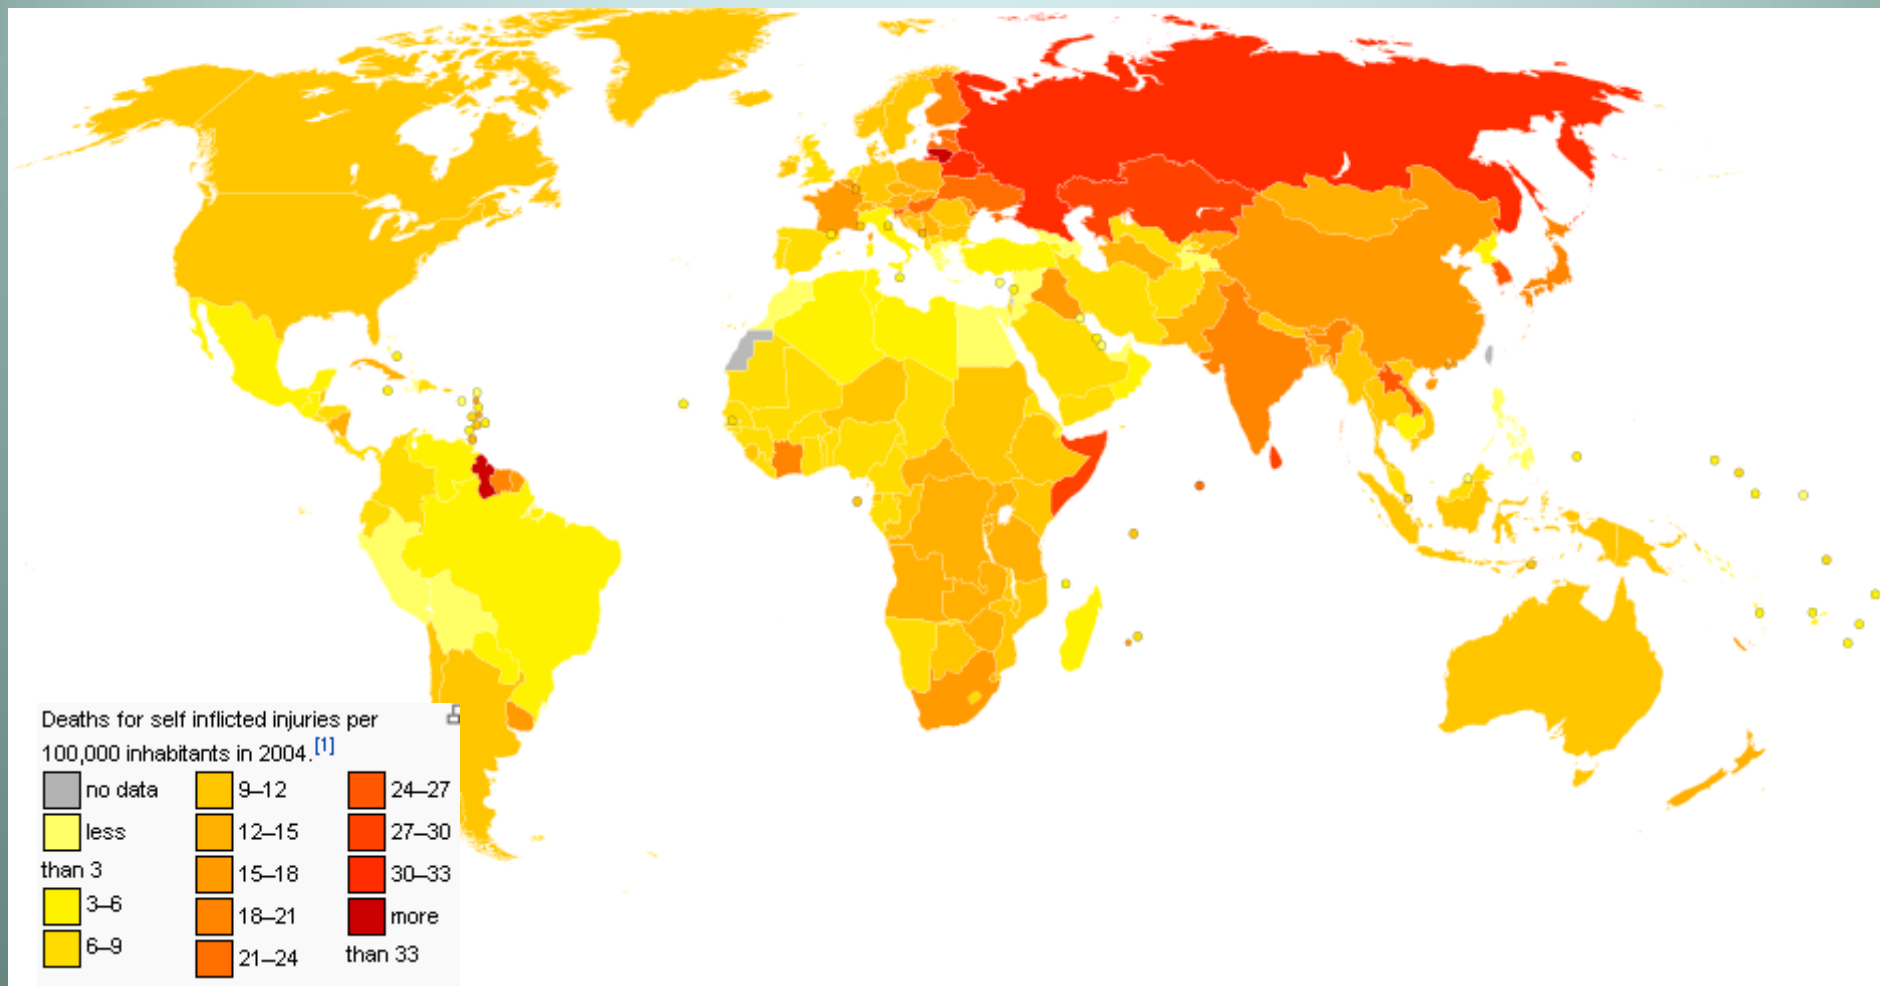 Deaths for self inflicted injuries per
100,000 inhabitants in 2004.[1]
no data
less
than 3
3–6
6–9
9–12
12–15
15–18
18–21
21–24
24–27
27–30
30–33
more
than 33